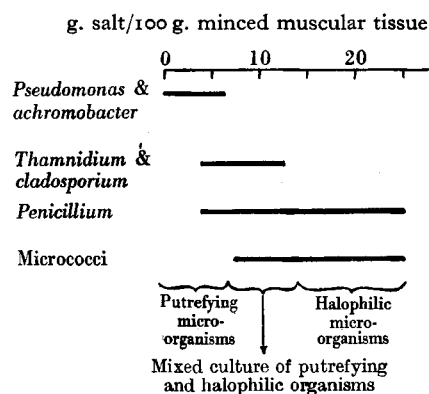 g. salt/100 g. minced muscular tissue
0 10 20
Pseudomonas &
achromobacter
Thamnidium &
cladosporium
Penicillium
Micrococci
Putrefying
micro-
organisms
Halophilic
micro-
organisms
Mixed culture of putrefying
and halophilic organisms